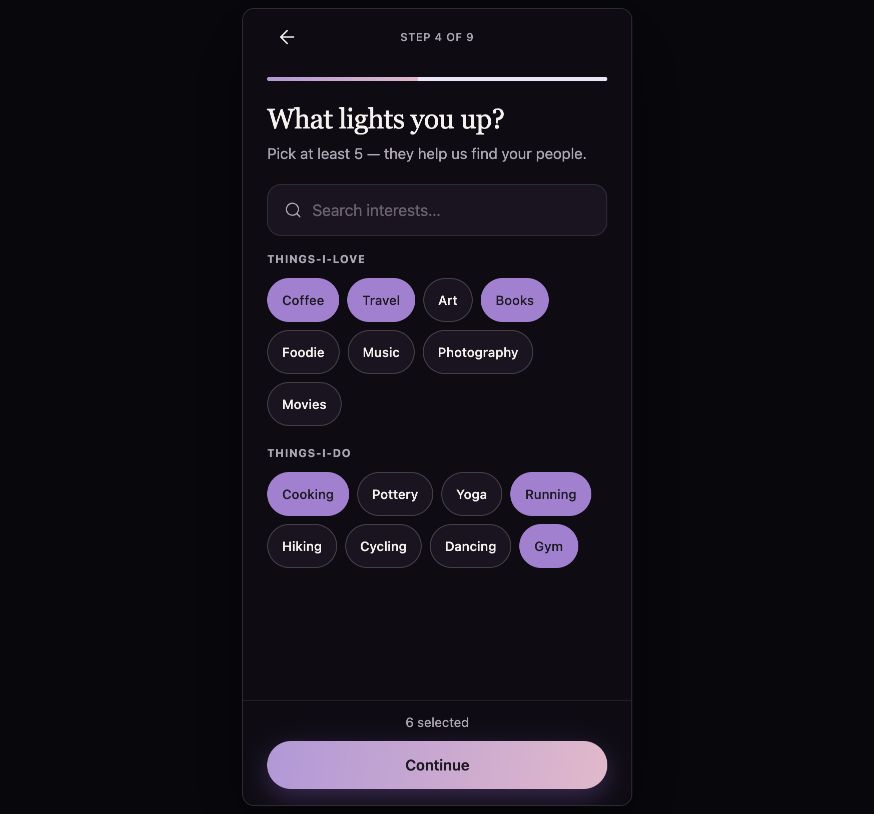 STEP 4 OF 9
What lights you up?
Pick at least 5 — they help us find your people.
Search interests...
THINGS-I-LOVE
Coffee Travel Art Books
Foodie Music Photography
Movies
THINGS-I-DO
Cooking Pottery Yoga Running
Hiking Cycling Dancing Gym
6 selected
Continue